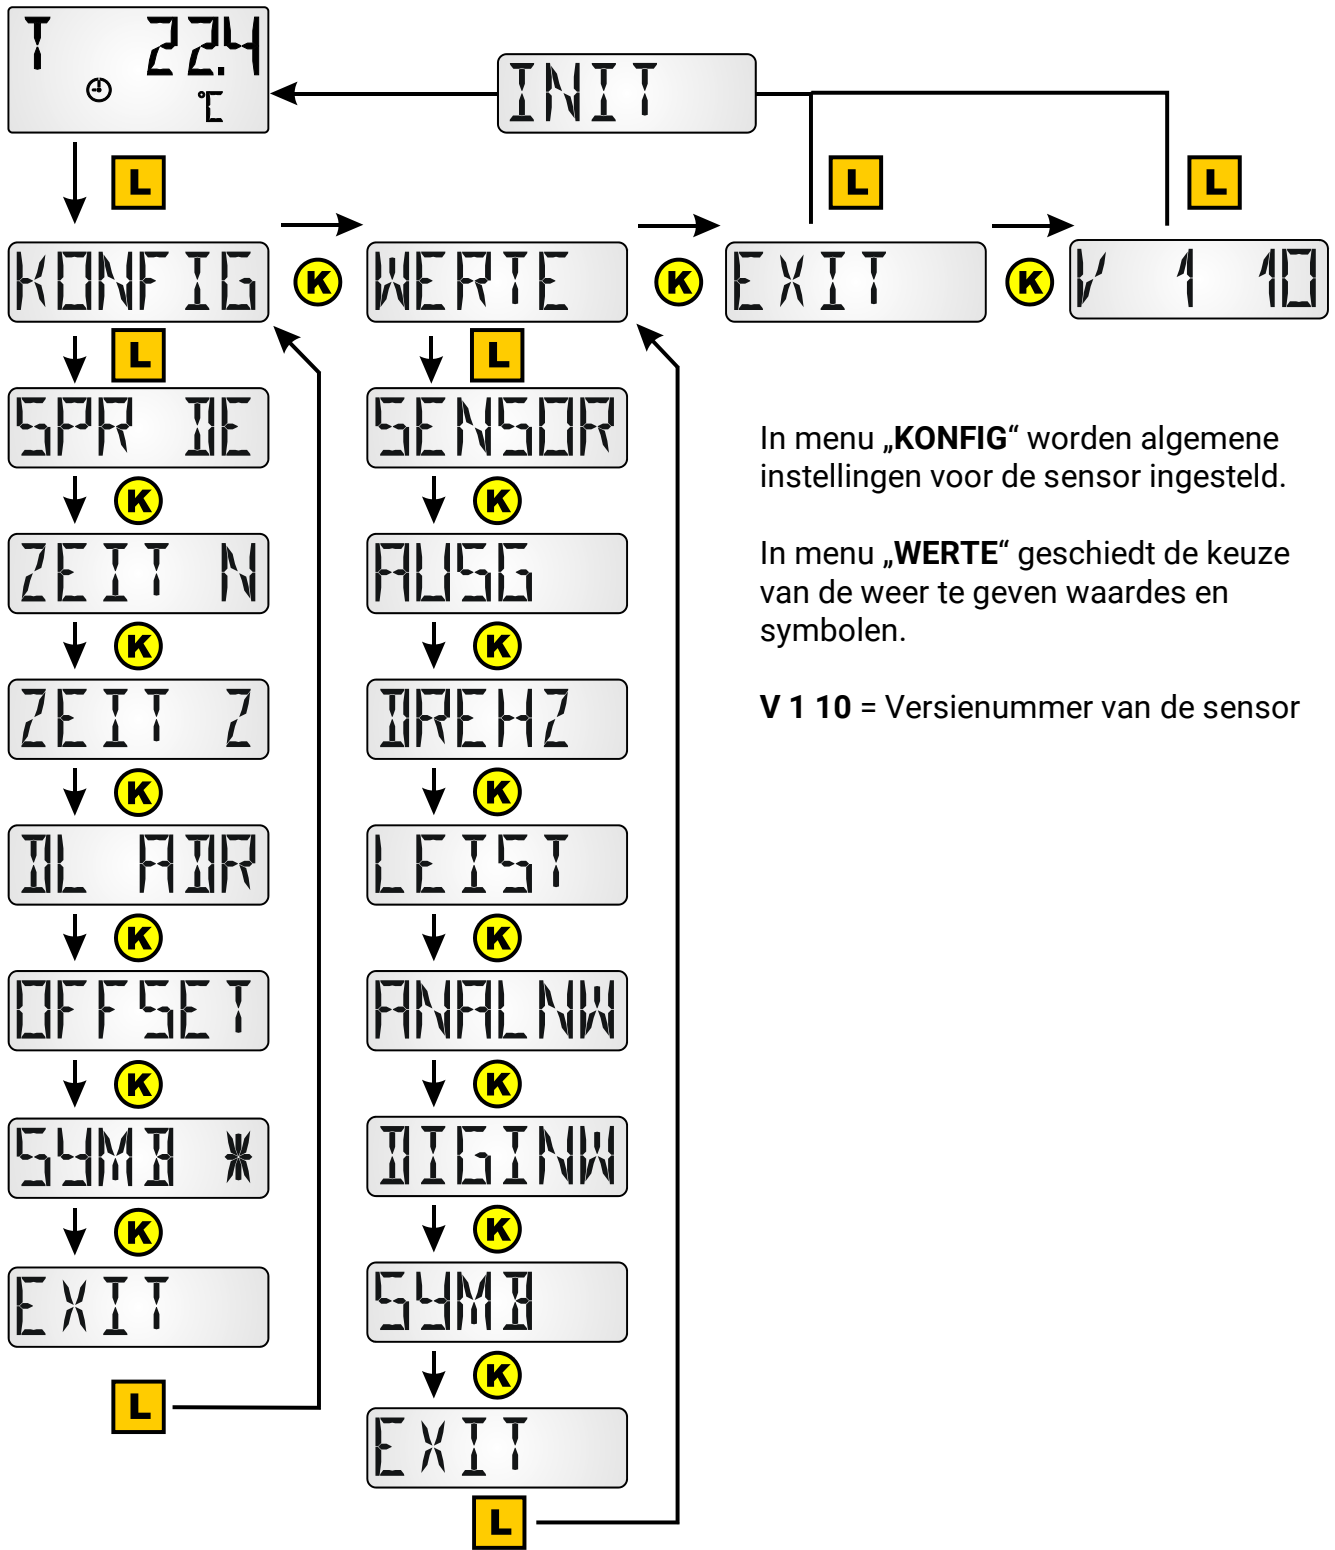 T 22.4
°C
INIT
L
L
L
KONFIG
K
WERTE
K
EXIT
K
V 1 10
L
L
SPR DE
SENSOR
In menu „KONFIG“ worden algemene
instellingen voor de sensor ingesteld.
K
K
ZEIT N
AUSG
In menu „WERTE“ geschiedt de keuze
van de weer te geven waardes en
symbolen.
K
K
ZEIT Z
DREHZ
V 1 10 = Versienummer van de sensor
K
K
DL ADR
LEIST
K
K
OFFSET
ANALNW
K
K
SYMB *
DIGINW
K
K
EXIT
SYMB
K
L
EXIT
L